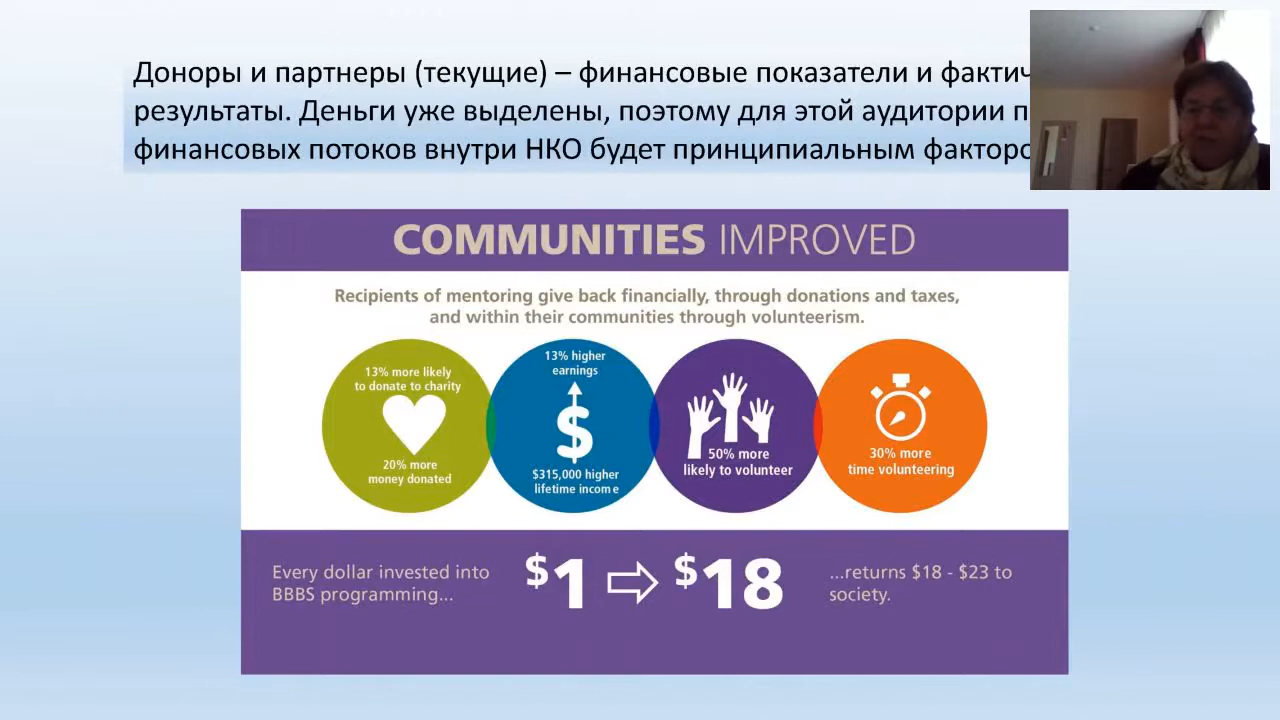 Доноры и партнеры (текущие) – финансовые показатели и
результаты. Деньги уже выделены, поэтому для этой аудитории
финансовых потоков внутри НКО будет принципиальным
COMMUNITIES IMPROVED
Recipients of mentoring give back financially, through donations and taxes,
and within their communities through volunteerism.
13% more likely
to donate to charity
20% more
money donated
13% higher
earnings
$
$315,000 higher
lifetime income
50% more
likely to volunteer
30% more
time volunteering
Every dollar invested into
BBBS programming...
$1 ⇨ $18
...returns $18 - $23 to
society.